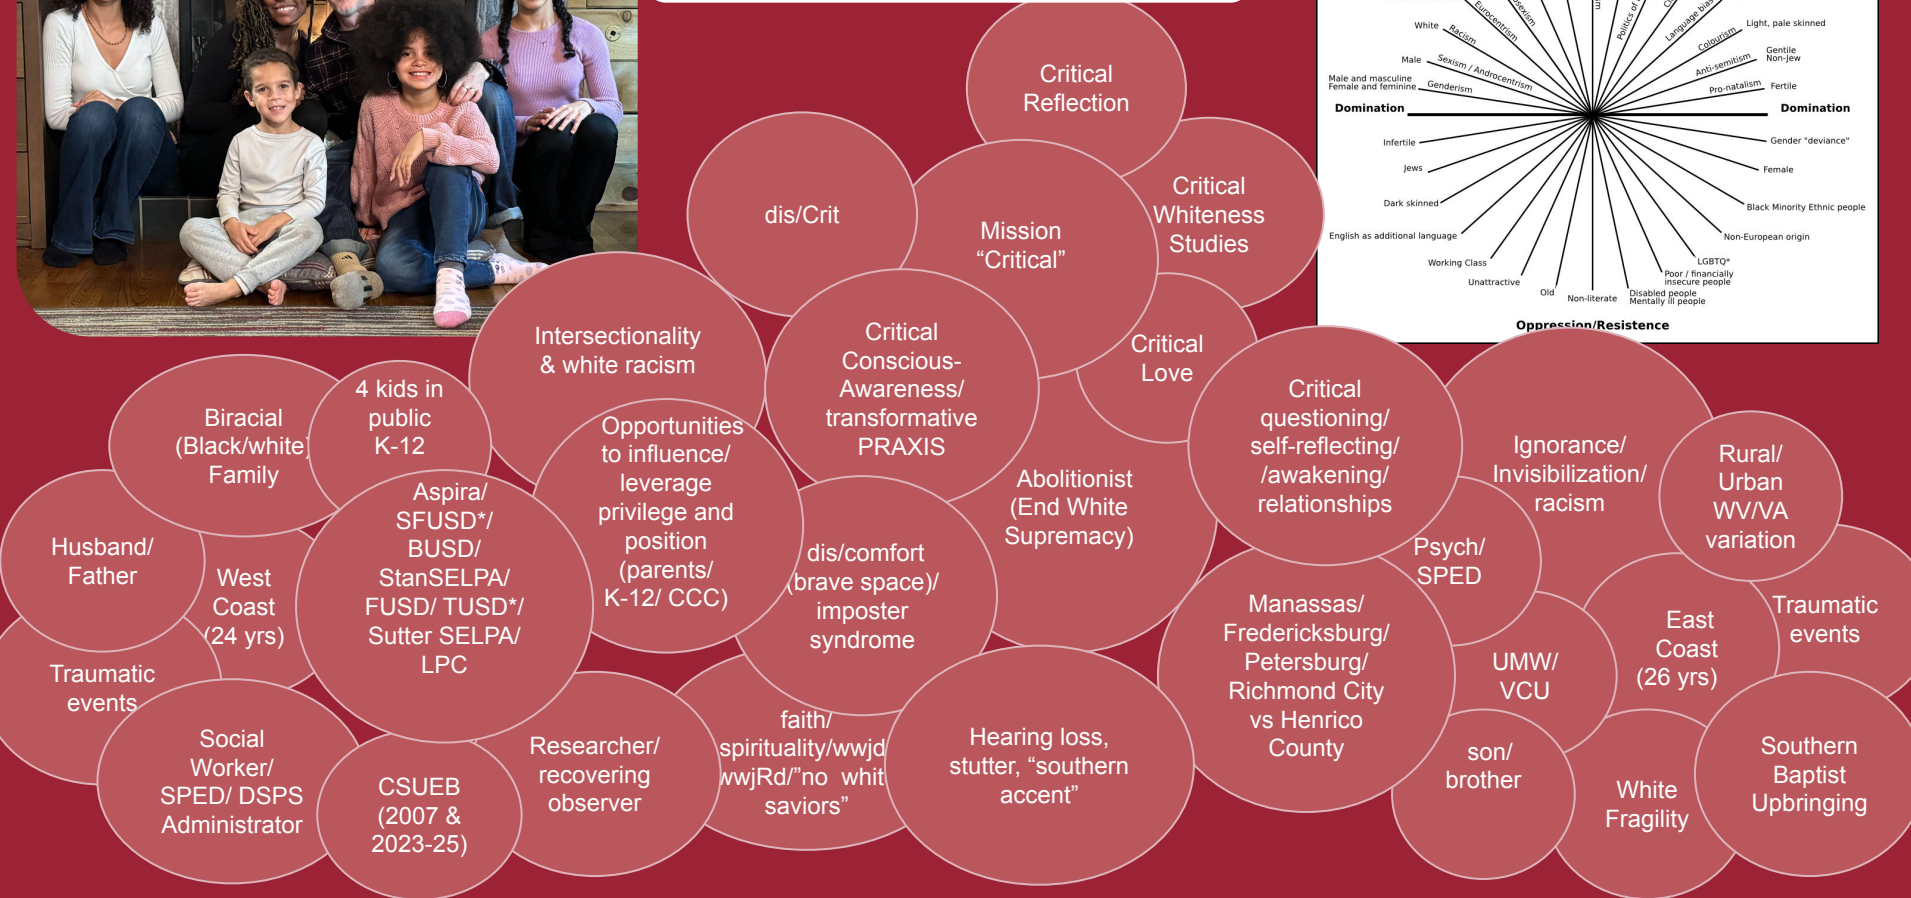 White
Racism
Eurocentrism
Politics of
Language bias
Colourism
Light, pale skinned
Male
Sexism / Androcentrism
Anti-semitism
Gentile
Non-Jew
Male and masculine
Female and feminine
Genderism
Pro-natalism
Fertile
Domination
Domination
Infertile
Gender "deviance"
Jews
Female
Dark skinned
Black Minority Ethnic people
English as additional language
Non-European origin
Working Class
LGBTQ*
Unattractive
Poor / financially
insecure people
Old
Non-literate
Disabled people
Mentally ill people
Oppression/Resistence
Critical
Reflection
dis/Crit
Mission
“Critical”
Critical
Whiteness
Studies
Intersectionality
& white racism
Critical
Conscious-
Awareness/
transformative
PRAXIS
Critical
Love
Critical
questioning/
self-reflecting/
/awakening/
relationships
Ignorance/
Invisibilization/
racism
Rural/
Urban
WV/VA
variation
Biracial
(Black/white)
Family
4 kids in
public
K-12
Opportunities
to influence/
leverage
privilege and
position
(parents/
K-12/ CCC)
Abolitionist
(End White
Supremacy)
Husband/
Father
West
Coast
(24 yrs)
Aspira/
SFUSD*/
BUSD/
StanSELPA/
FUSD/ TUSD*/
Sutter SELPA/
LPC
dis/comfort
(brave space)/
imposter
syndrome
Psych/
SPED
Manassas/
Fredericksburg/
Petersburg/
Richmond City
vs Henrico
County
UMW/
VCU
East
Coast
(26 yrs)
Traumatic
events
Traumatic
events
Social
Worker/
SPED/ DSPS
Administrator
CSUEB
(2007 &
2023-25)
Researcher/
recovering
observer
faith/
spirituality/wwjd
wwjRd/”no whit
saviors”
Hearing loss,
stutter, “southern
accent”
son/
brother
White
Fragility
Southern
Baptist
Upbringing